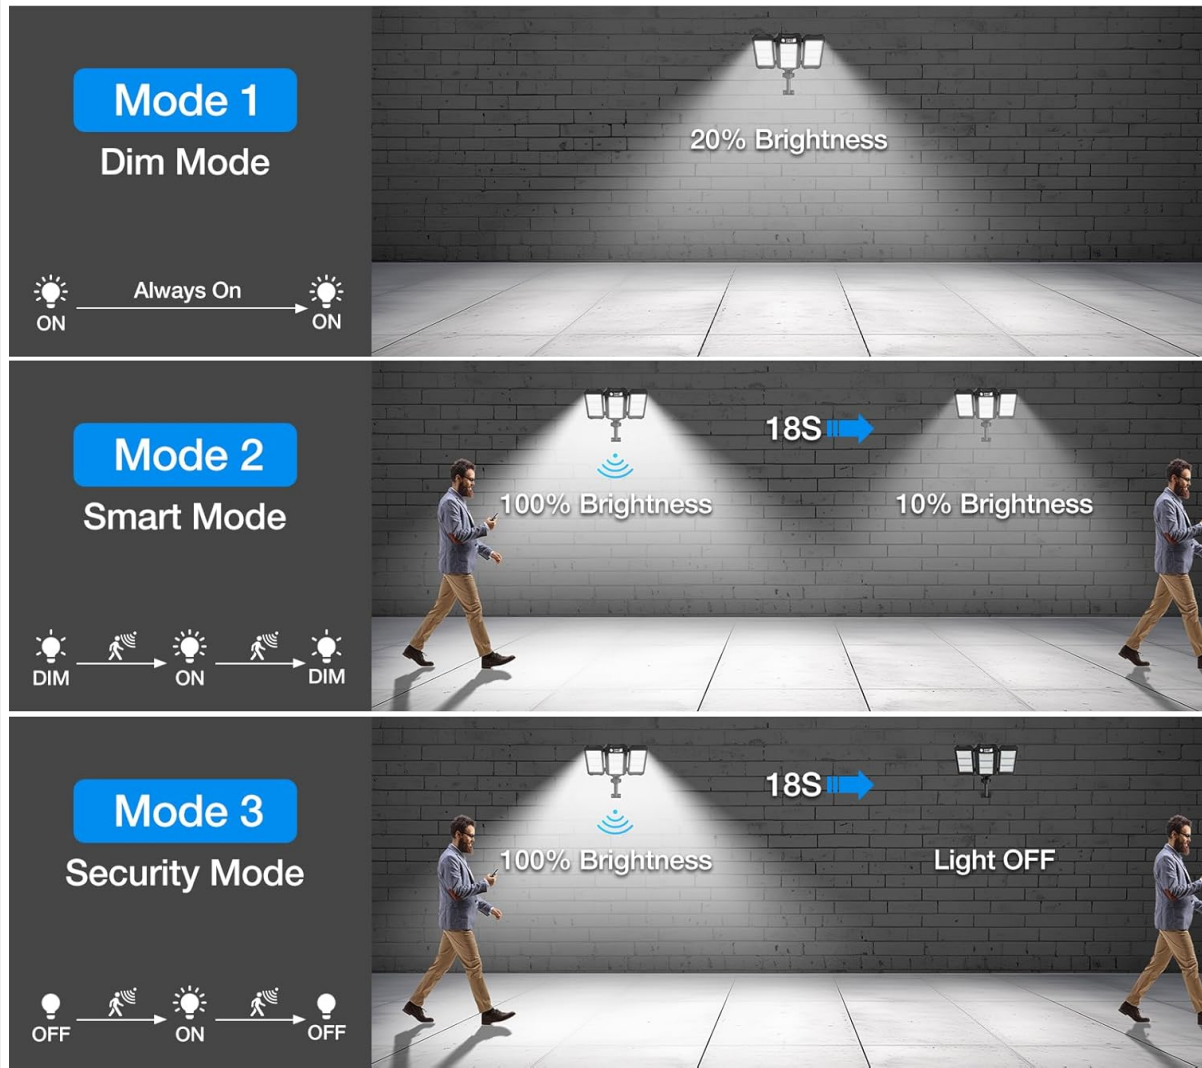 Mode 1
Dim Mode
Always On
ON
ON
20% Brightness
Mode 2
Smart Mode
DIM
ON
DIM
100% Brightness
18S
10% Brightness
Mode 3
Security Mode
OFF
ON
OFF
100% Brightness
18S
Light OFF